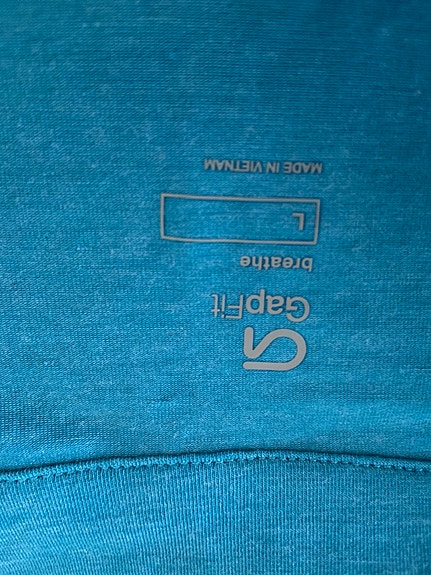 GapFit
breathe
L
MADE IN VIETNAM